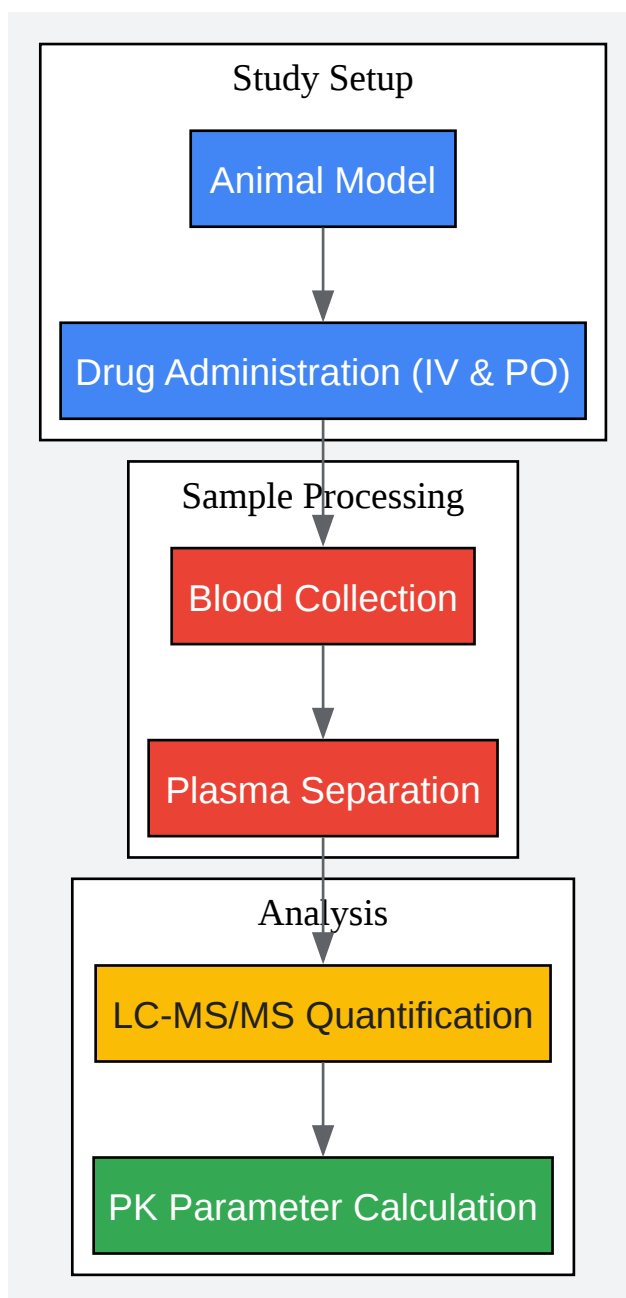 Study Setup
Animal Model
Drug Administration (IV & PO)
Sample Processing
Blood Collection
Plasma Separation
Analysis
LC-MS/MS Quantification
PK Parameter Calculation